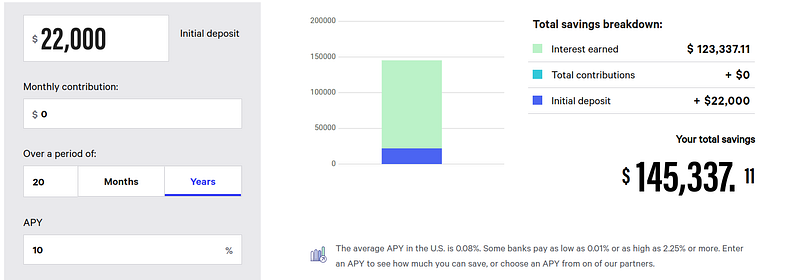 $ 22,000
Initial deposit
Monthly contribution:
$ 0
Over a period of:
20 Months Years
APY
10 %
200000
150000
100000
50000
0
Total savings breakdown:
Interest earned $ 123,337.11
Total contributions + $0
Initial deposit + $22,000
Your total savings
$ 145,337. 11
The average APY in the U.S. is 0.08%. Some banks pay as low as 0.01% or as high as 2.25% or more. Enter
an APY to see how much you can save, or choose an APY from on of our partners.